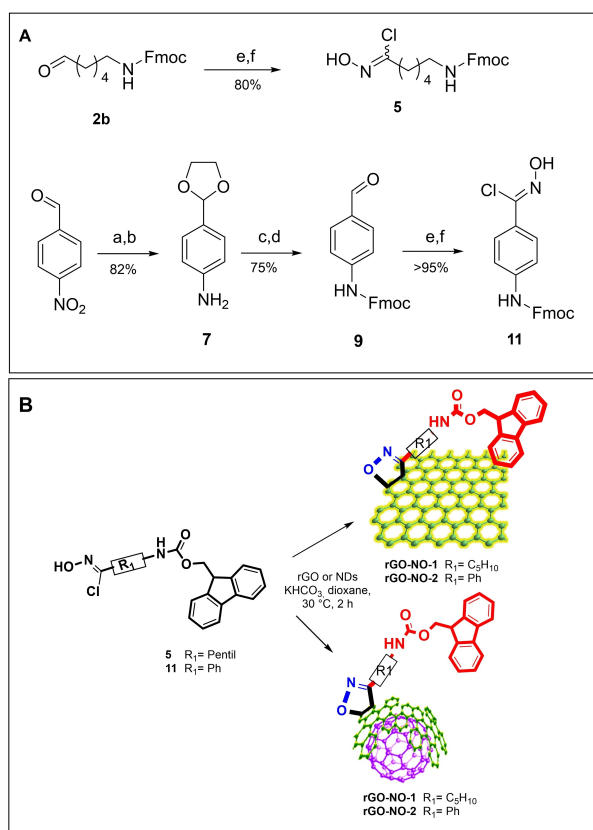 A
O
4
N
H
Fmoc
2b
e,f
80%
Cl
HO
N
4
N
H
Fmoc
5
O
NO2
a,b
82%
O
O
NH2
7
c,d
75%
O
HN
Fmoc
9
e,f
>95%
OH
Cl
N
HN
Fmoc
11
B
HO
N
Cl
R1
H
N
O
O
5 R1= Pentil
11 R1= Ph
rGO or NDs
KHCO3, dioxane,
30 °C, 2 h
O
HN
O
R1
N
O
rGO-NO-1 R1= C5H10
rGO-NO-2 R1= Ph
O
HN
O
R1
N
O
rGO-NO-1 R1= C5H10
rGO-NO-2 R1= Ph